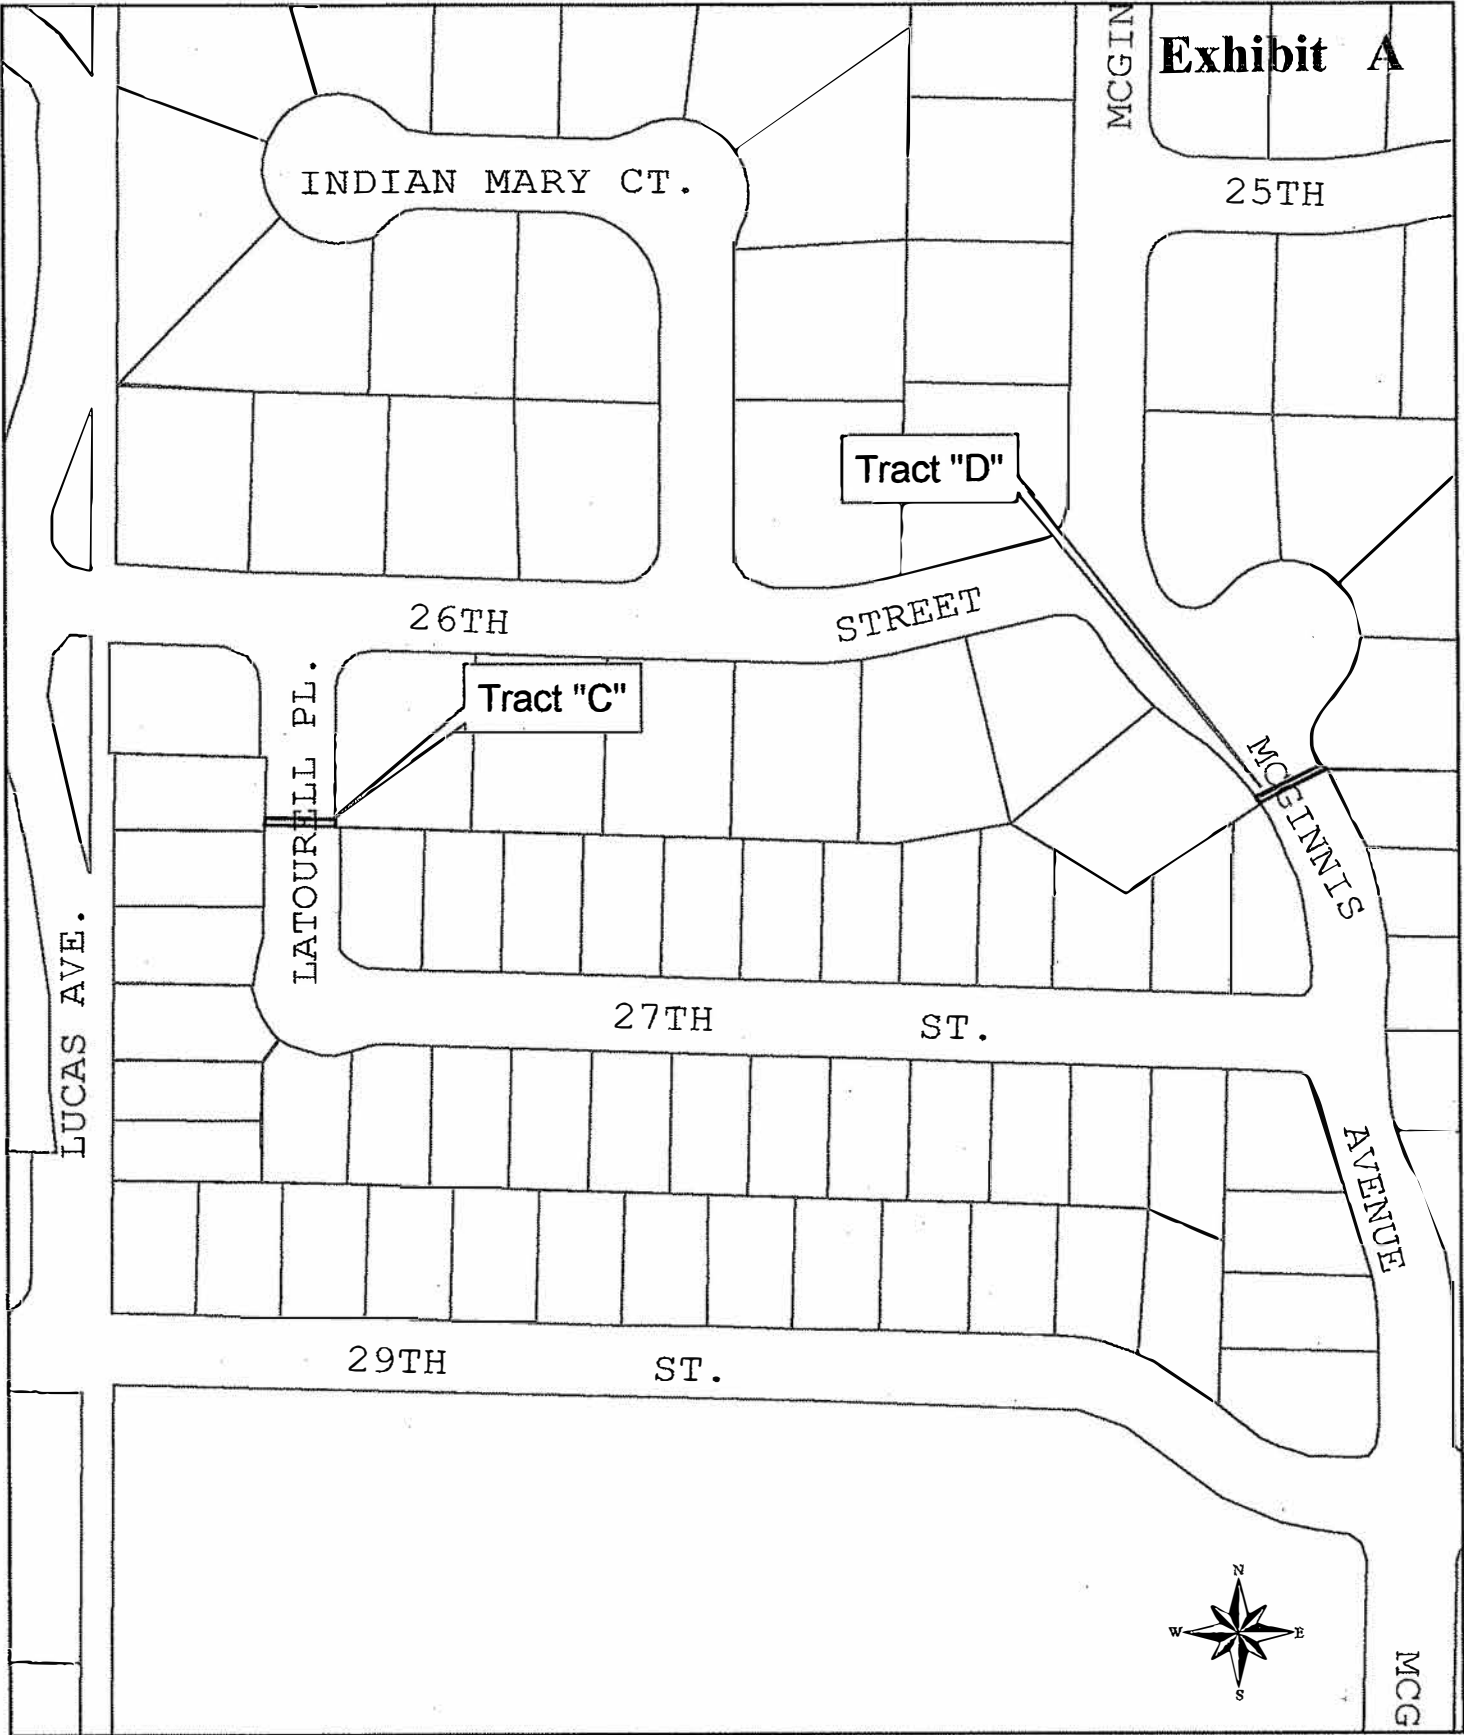 MCGIN
Exhibit A
INDIAN MARY CT.
25TH
Tract "D"
26TH STREET
LATOURELL PL.
Tract "C"
MCGINNIS
LUCAS AVE.
27TH ST.
AVENUE
29TH ST.
N
W E
S
MCG